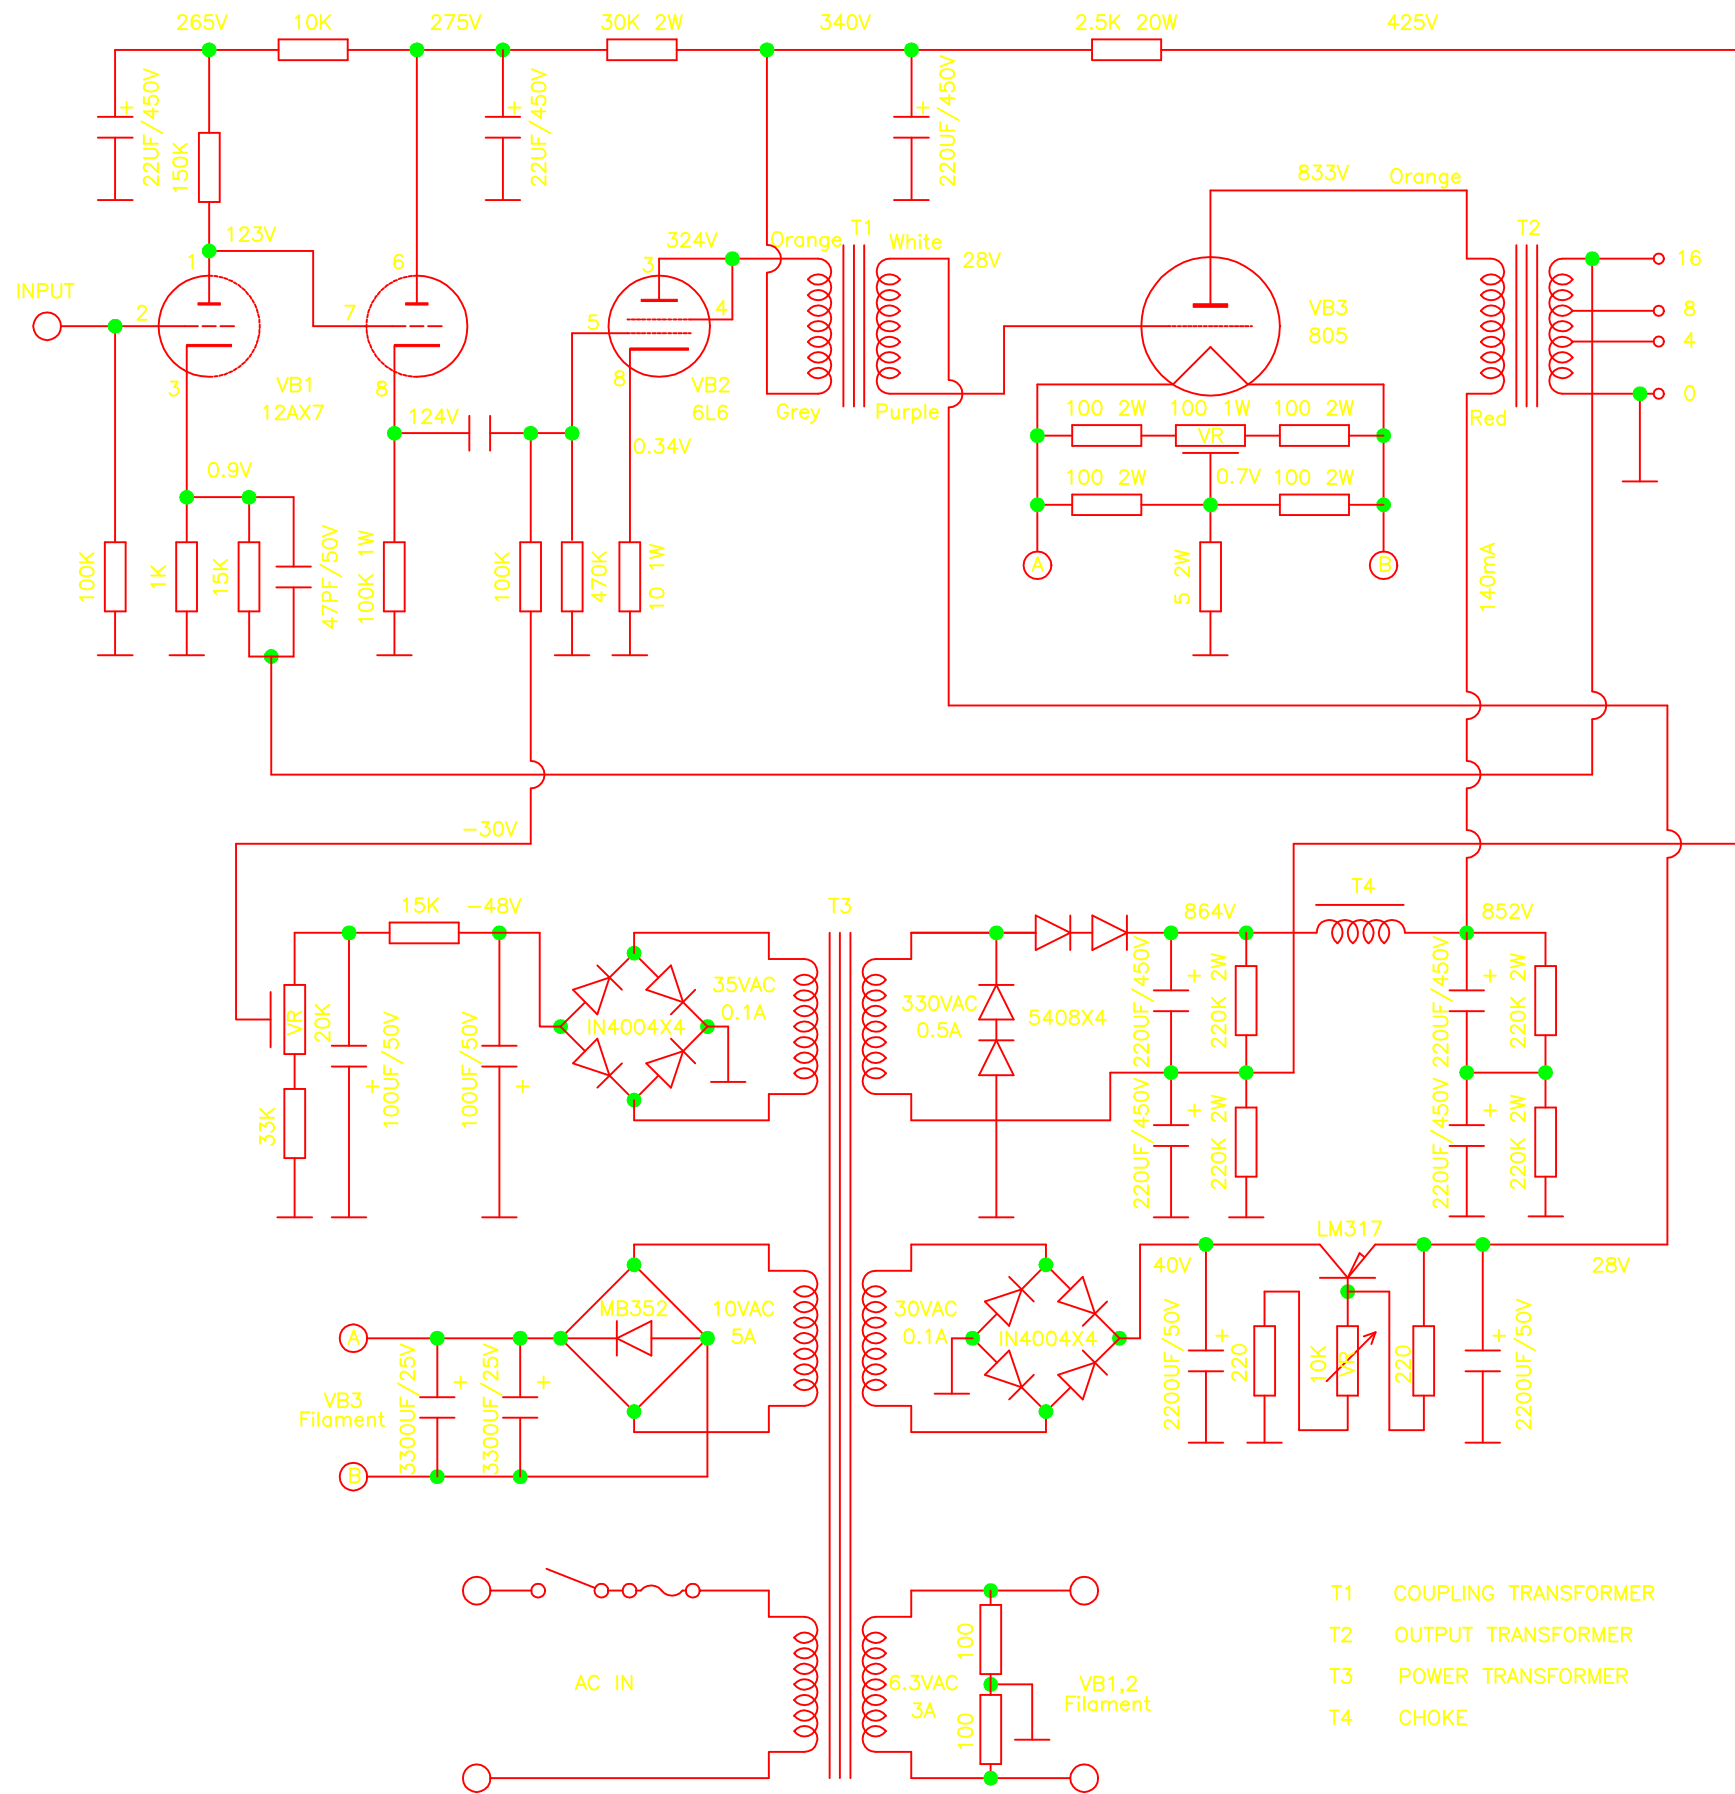 265V 10K 275V 30K 2W 340V 2.5K 20W 425V
+ 22UF/450V
150K
+ 22UF/450V
+ 220UF/450V
833V Orange
123V
324V
Orange T1 White
28V
T2
1
6
3
16
INPUT
2
7
5
4
VB3
805
8
4
3
VB1
12AX7
8
8
VB2
6L6
Grey
Purple
0
124V
100 2W 100 1W 100 2W
VR
Red
0.34V
0.9V
100 2W
0.7V
100 2W
100K
1K
15K
47PF/50V
100K 1W
100K
470K
10 1W
A
5 2W
B
140mA
-30V
15K -48V
T3
864V
T4
852V
VR
20K
33K
100UF/50V
+
100UF/50V
+
IN4004X4
35VAC
0.1A
330VAC
0.5A
5408X4
220UF/450V
+
220K 2W
220UF/450V
+
220K 2W
220UF/450V
+
220K 2W
220UF/450V
+
220K 2W
LM317
40V
28V
A
VB3
Filament
B
3300UF/25V
+
3300UF/25V
+
MB352
10VAC
5A
30VAC
0.1A
IN4004X4
2200UF/50V
+
220
10K
VR
220
+
2200UF/50V
AC IN
6.3VAC
3A
100
100
VB1,2
Filament
T1 COUPLING TRANSFORMER
T2 OUTPUT TRANSFORMER
T3 POWER TRANSFORMER
T4 CHOKE